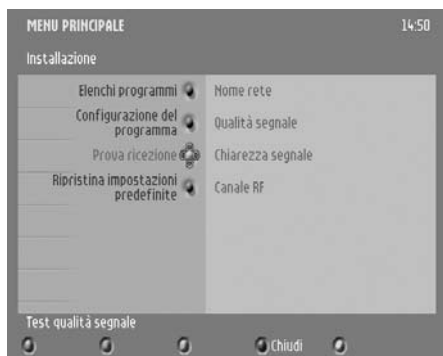 MENU PRINCIPALE 14:50
Installazione
Elenchi programmi
Configurazione del
programma
Prova ricezione
Ripristina impostazioni
predefinite
Nome rete
Qualità segnale
Chiarezza segnale
Canale RF
Test qualità segnale
Chiudi